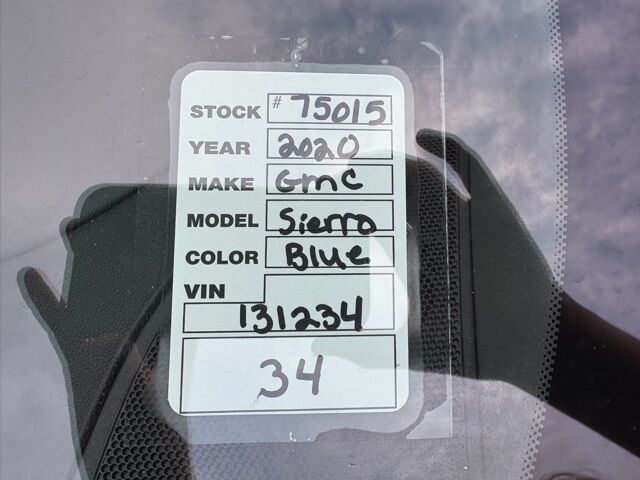 STOCK # 75015
YEAR 2020
MAKE Gmc
MODEL Sierra
COLOR Blue
VIN
131234
34